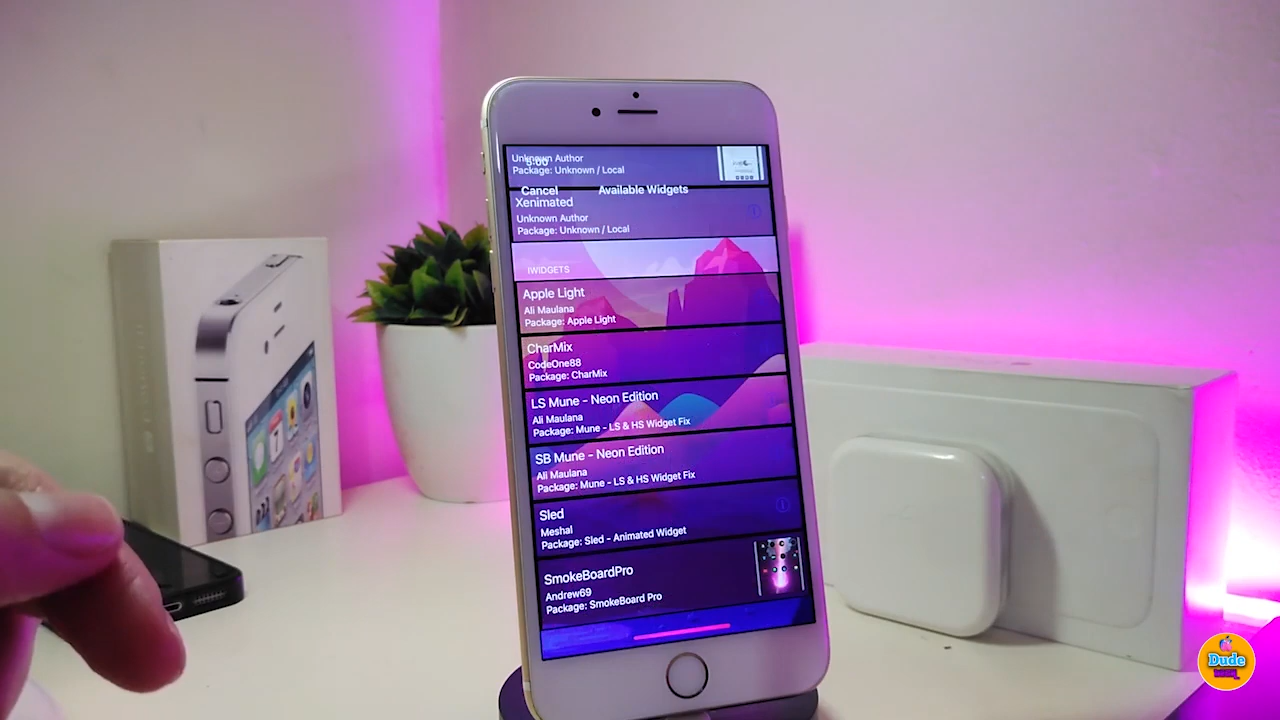 Unknown Author
5:00
Package: Unknown / Local
Cancel
Available Widgets
Xenimated
Unknown Author
Package: Unknown / Local
IWIDGETS
Apple Light
Ali Maulana
Package: Apple Light
CharMix
CodeOne88
Package: CharMix
LS Mune - Neon Edition
Ali Maulana
Package: Mune - LS & HS Widget Fix
SB Mune - Neon Edition
Ali Maulana
Package: Mune - LS & HS Widget Fix
Sled
Meshal
Package: Sled - Animated Widget
SmokeBoardPro
Andrew69
Package: SmokeBoard Pro
Dude